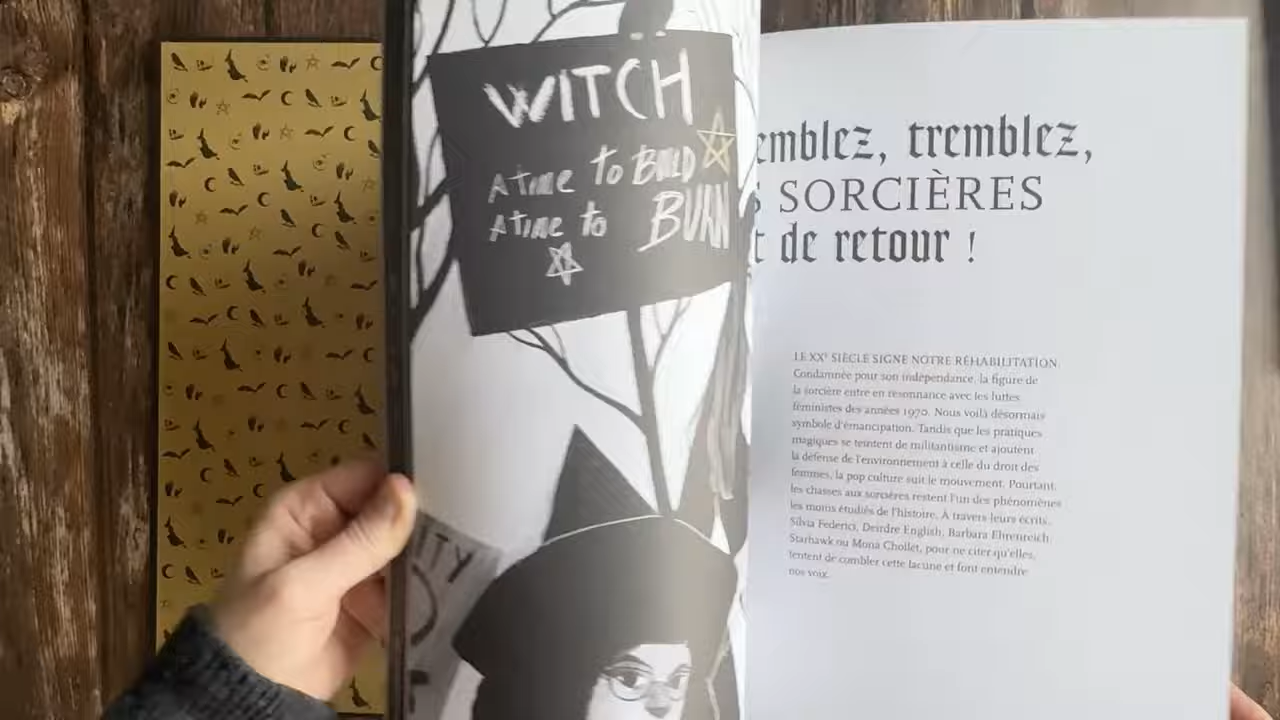 WITCH
A time to BUILD
A time to BURN
TY
emblez, tremblez,
S SORCIÈRES
t de retour !
LE XXᵉ SIÈCLE SIGNE NOTRE RÉHABILITATION.
Condamnée pour son indépendance, la figure de
la sorcière entre en résonnance avec les luttes
féministes des années 1970. Nous voilà désormais
symbole d'émancipation. Tandis que les pratiques
magiques se teintent de militantisme et ajoutent
la défense de l'environnement à celle du droit des
femmes, la pop culture suit le mouvement. Pourtant,
les chasses aux sorcières restent l'un des phénomènes
les moins étudiés de l'histoire. À travers leurs écrits,
Silvia Federici, Deirdre English, Barbara Ehrenreich,
Starhawk ou Mona Chollet, pour ne citer qu'elles,
tentent de combler cette lacune et font entendre
nos voix.